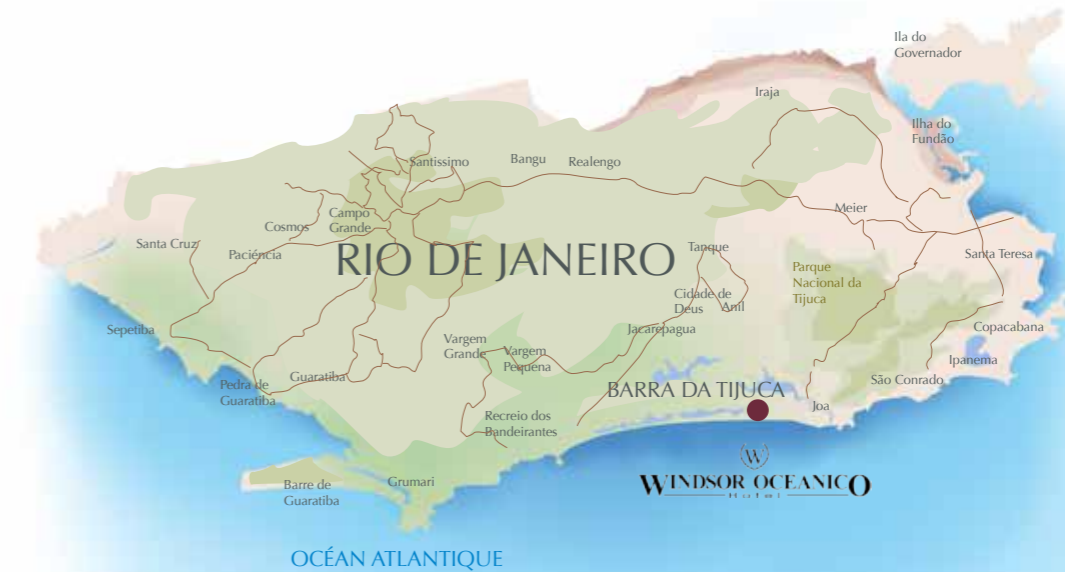 Ila do
Governador
Iraja
Ilha do
Fundão
Santissimo
Bangu
Realengo
Campo
Grande
Meier
Cosmos
Santa Cruz
Paciéncia
RIO DE JANEIRO
Tanque
Santa Teresa
Parque
Nacional da
Tijuca
Cidade de
Deus
Anil
Sepetiba
Jacarepagua
Copacabana
Vargem
Grande
Vargem
Pequena
Ipanema
Guaratiba
Pedra de
Guaratiba
São Conrado
BARRA DA TIJUCA
Joa
Recreio dos
Bandeirantes
W
WINDSOR OCEANICO
Hotel
Grumari
Barre de
Guaratiba
OCÉAN ATLANTIQUE